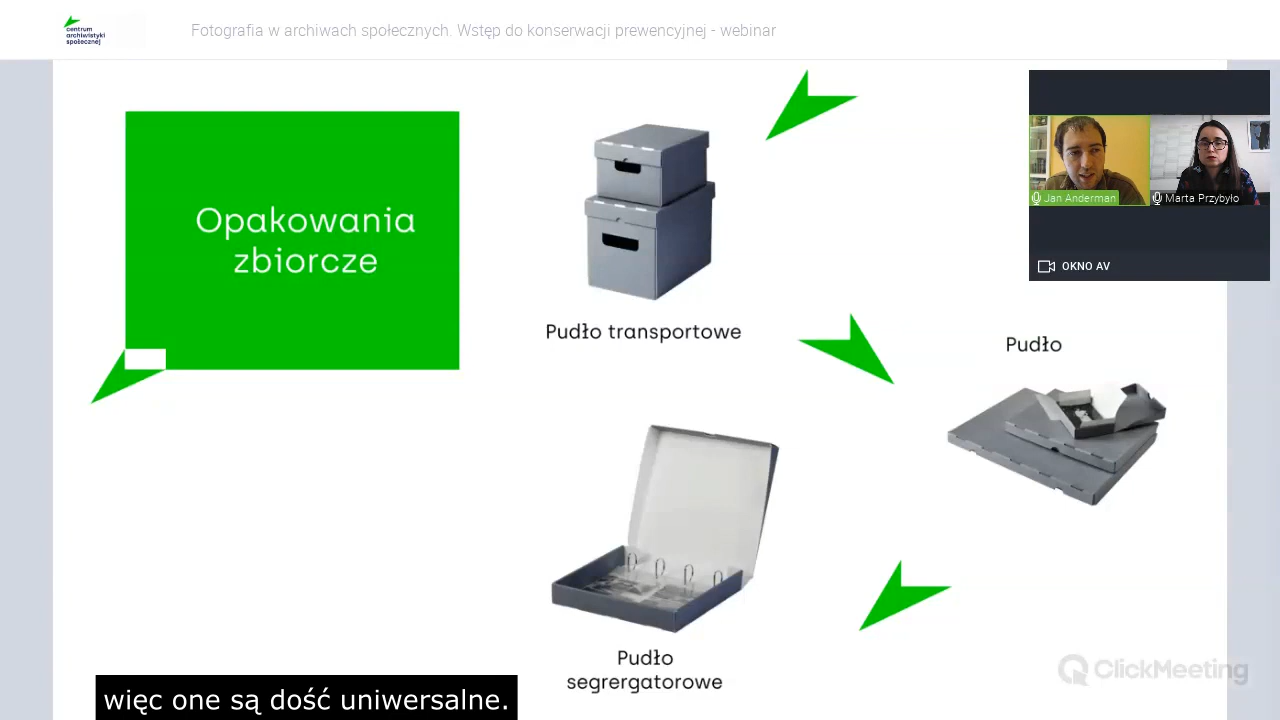 centrum
archiwistyki
społecznej
Fotografia w archiwach społecznych. Wstęp do konserwacji prewencyjnej - webinar
Opakowania
zbiorcze
Pudło transportowe
Pudło
Pudło
segrergatorowe
Jan Anderman
Marta Przybyło
OKNO AV
ClickMeeting
więc one są dość uniwersalne.